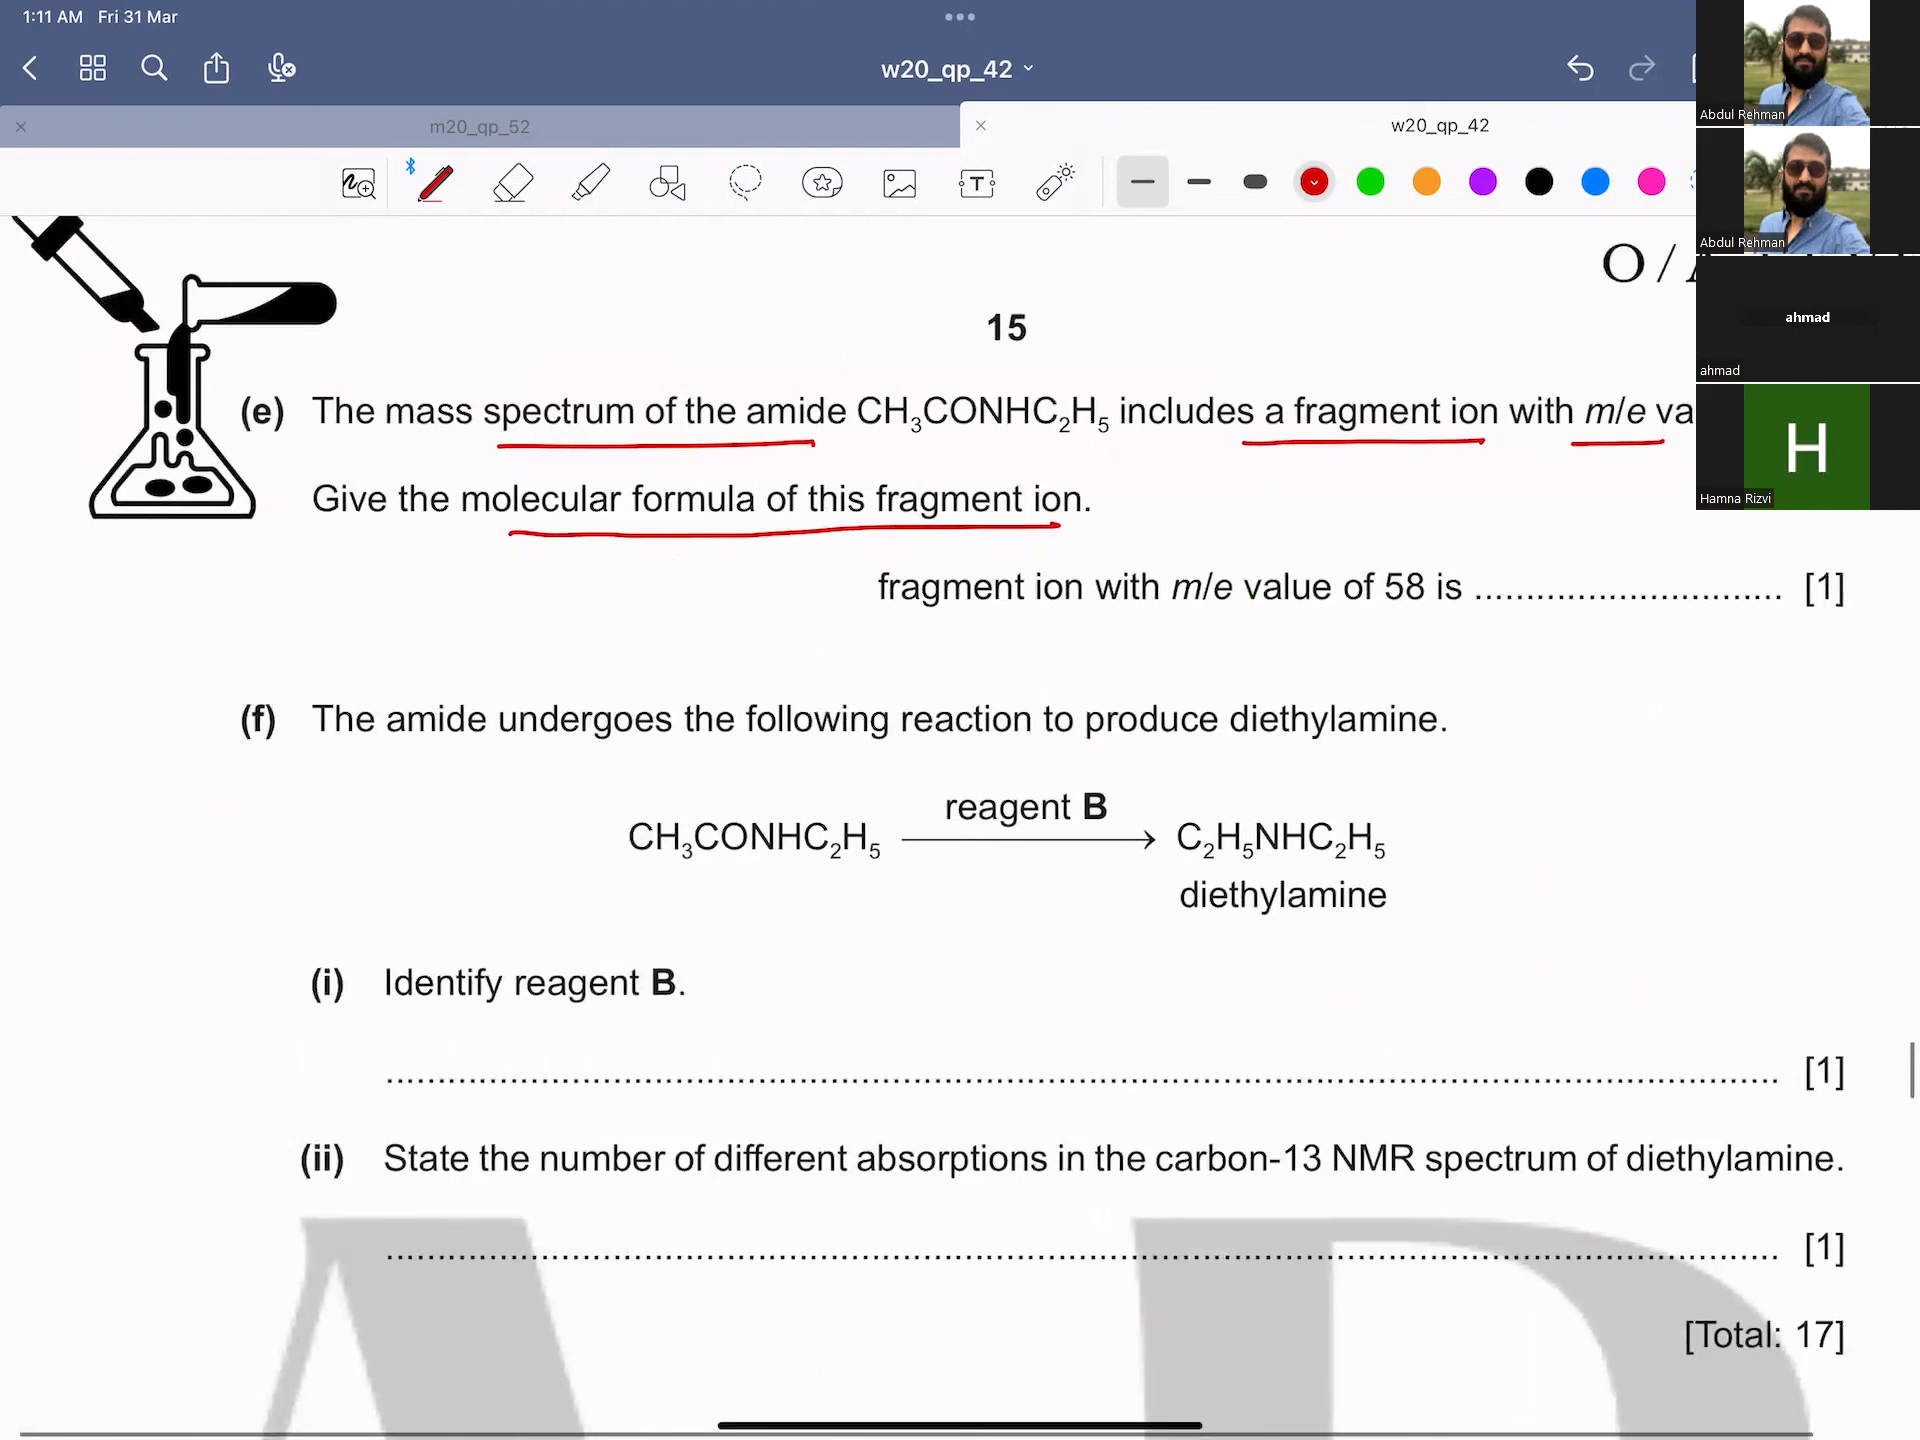 1:11 AM Fri 31 Mar
w20_qp_42
m20_qp_52
w20_qp_42
Abdul Rehman
Abdul Rehman
ahmad
ahmad
H
Hamna Rizvi
T
O /
15
(e) The mass spectrum of the amide CH₃CONHC₂H₅ includes a fragment ion with m/e va
Give the molecular formula of this fragment ion.
fragment ion with m/e value of 58 is .............................. [1]
(f) The amide undergoes the following reaction to produce diethylamine.
reagent B
CH₃CONHC₂H₅ → C₂H₅NHC₂H₅
diethylamine
(i) Identify reagent B.
.......................................................................................................................................... [1]
(ii) State the number of different absorptions in the carbon-13 NMR spectrum of diethylamine.
.......................................................................................................................................... [1]
[Total: 17]